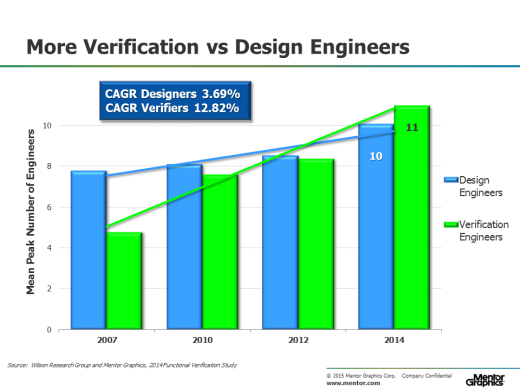 More Verification vs Design Engineers
CAGR Designers 3.69%
CAGR Verifiers 12.82%
Mean Peak Number of Engineers
10
8
6
4
2
0
10
11
2007
2010
2012
2014
Design
Engineers
Verification
Engineers
Source: Wilson Research Group and Mentor Graphics, 2014 Functional Verification Study
© 2015 Mentor Graphics Corp. Company Confidential
www.mentor.com
Mentor
Graphics